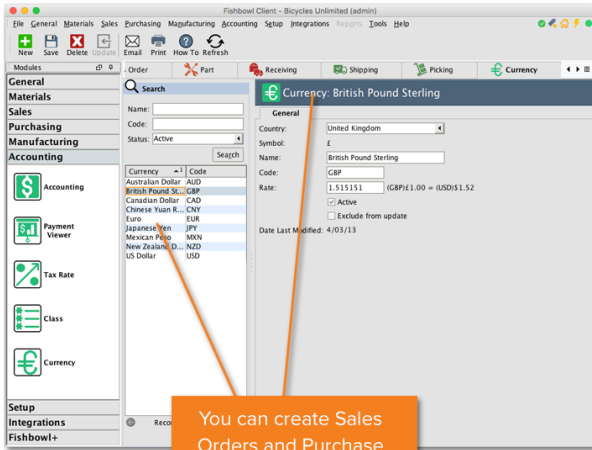 Fishbowl Client - Bicycles Unlimited (admin)
File General Materials Sales Purchasing Manufacturing Accounting Setup Integrations Reports Tools Help
New Save Delete Update Email Print How To Refresh
Modules
General
Materials
Sales
Purchasing
Manufacturing
Accounting
Accounting
Payment Viewer
Tax Rate
Class
Currency
Setup
Integrations
Fishbowl+
Order Part Receiving Shipping Picking Currency
Search
Name:
Code:
Status: Active
Search
Currency 1 Code
Australian Dollar AUD
British Pound St... GBP
Canadian Dollar CAD
Chinese Yuan R... CNY
Euro EUR
Japanese Yen JPY
Mexican Peso MXN
New Zealand D... NZD
US Dollar USD
Reco
Currency: British Pound Sterling
General
Country: United Kingdom
Symbol: £
Name: British Pound Sterling
Code: GBP
Rate: 1.515151 (GBP)£1.00 = (USD)$1.52
Active
Exclude from update
Date Last Modified: 4/03/13
You can create Sales
Orders and Purchase